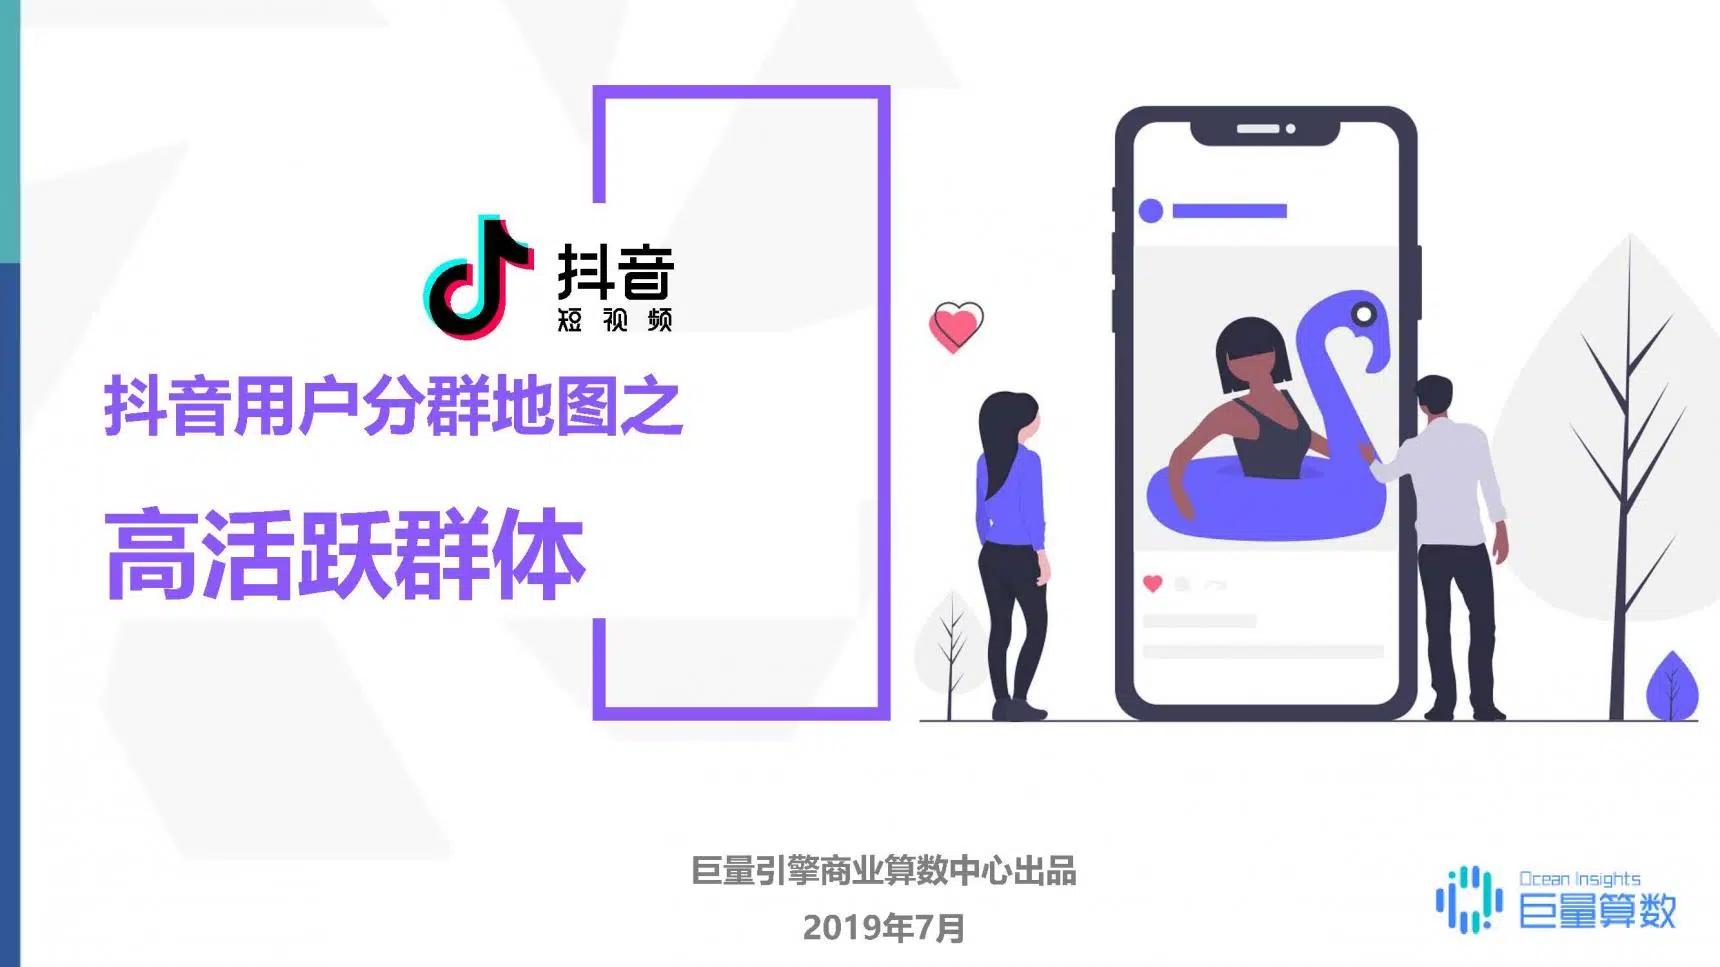 抖音
短视频
抖音用户分群地图之
高活跃群体
巨量引擎商业算数中心出品
2019年7月
Ocean Insights
巨量算数